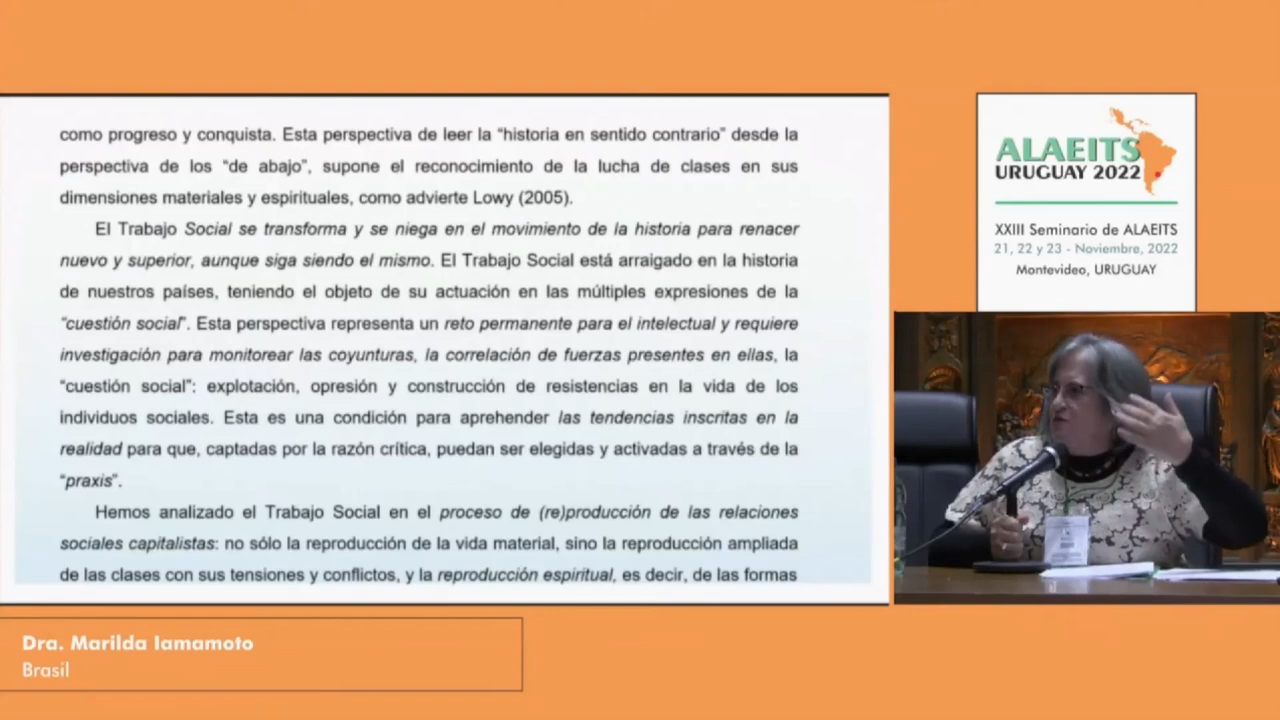 como progreso y conquista. Esta perspectiva de leer la “historia en sentido contrario” desde la
perspectiva de los “de abajo”, supone el reconocimiento de la lucha de clases en sus
dimensiones materiales y espirituales, como advierte Lowy (2005).
El Trabajo Social se transforma y se niega en el movimiento de la historia para renacer
nuevo y superior, aunque siga siendo el mismo. El Trabajo Social está arraigado en la historia
de nuestros países, teniendo el objeto de su actuación en las múltiples expresiones de la
“cuestión social”. Esta perspectiva representa un reto permanente para el intelectual y requiere
investigación para monitorear las coyunturas, la correlación de fuerzas presentes en ellas, la
“cuestión social”: explotación, opresión y construcción de resistencias en la vida de los
individuos sociales. Esta es una condición para aprehender las tendencias inscritas en la
realidad para que, captadas por la razón crítica, puedan ser elegidas y activadas a través de la
“praxis”.
Hemos analizado el Trabajo Social en el proceso de (re)producción de las relaciones
sociales capitalistas: no sólo la reproducción de la vida material, sino la reproducción ampliada
de las clases con sus tensiones y conflictos, y la reproducción espiritual, es decir, de las formas
ALAEITS
URUGUAY 2022
XXIII Seminario de ALAEITS
21, 22 y 23 - Noviembre, 2022
Montevideo, URUGUAY
Dra. Marilda Iamamoto
Brasil